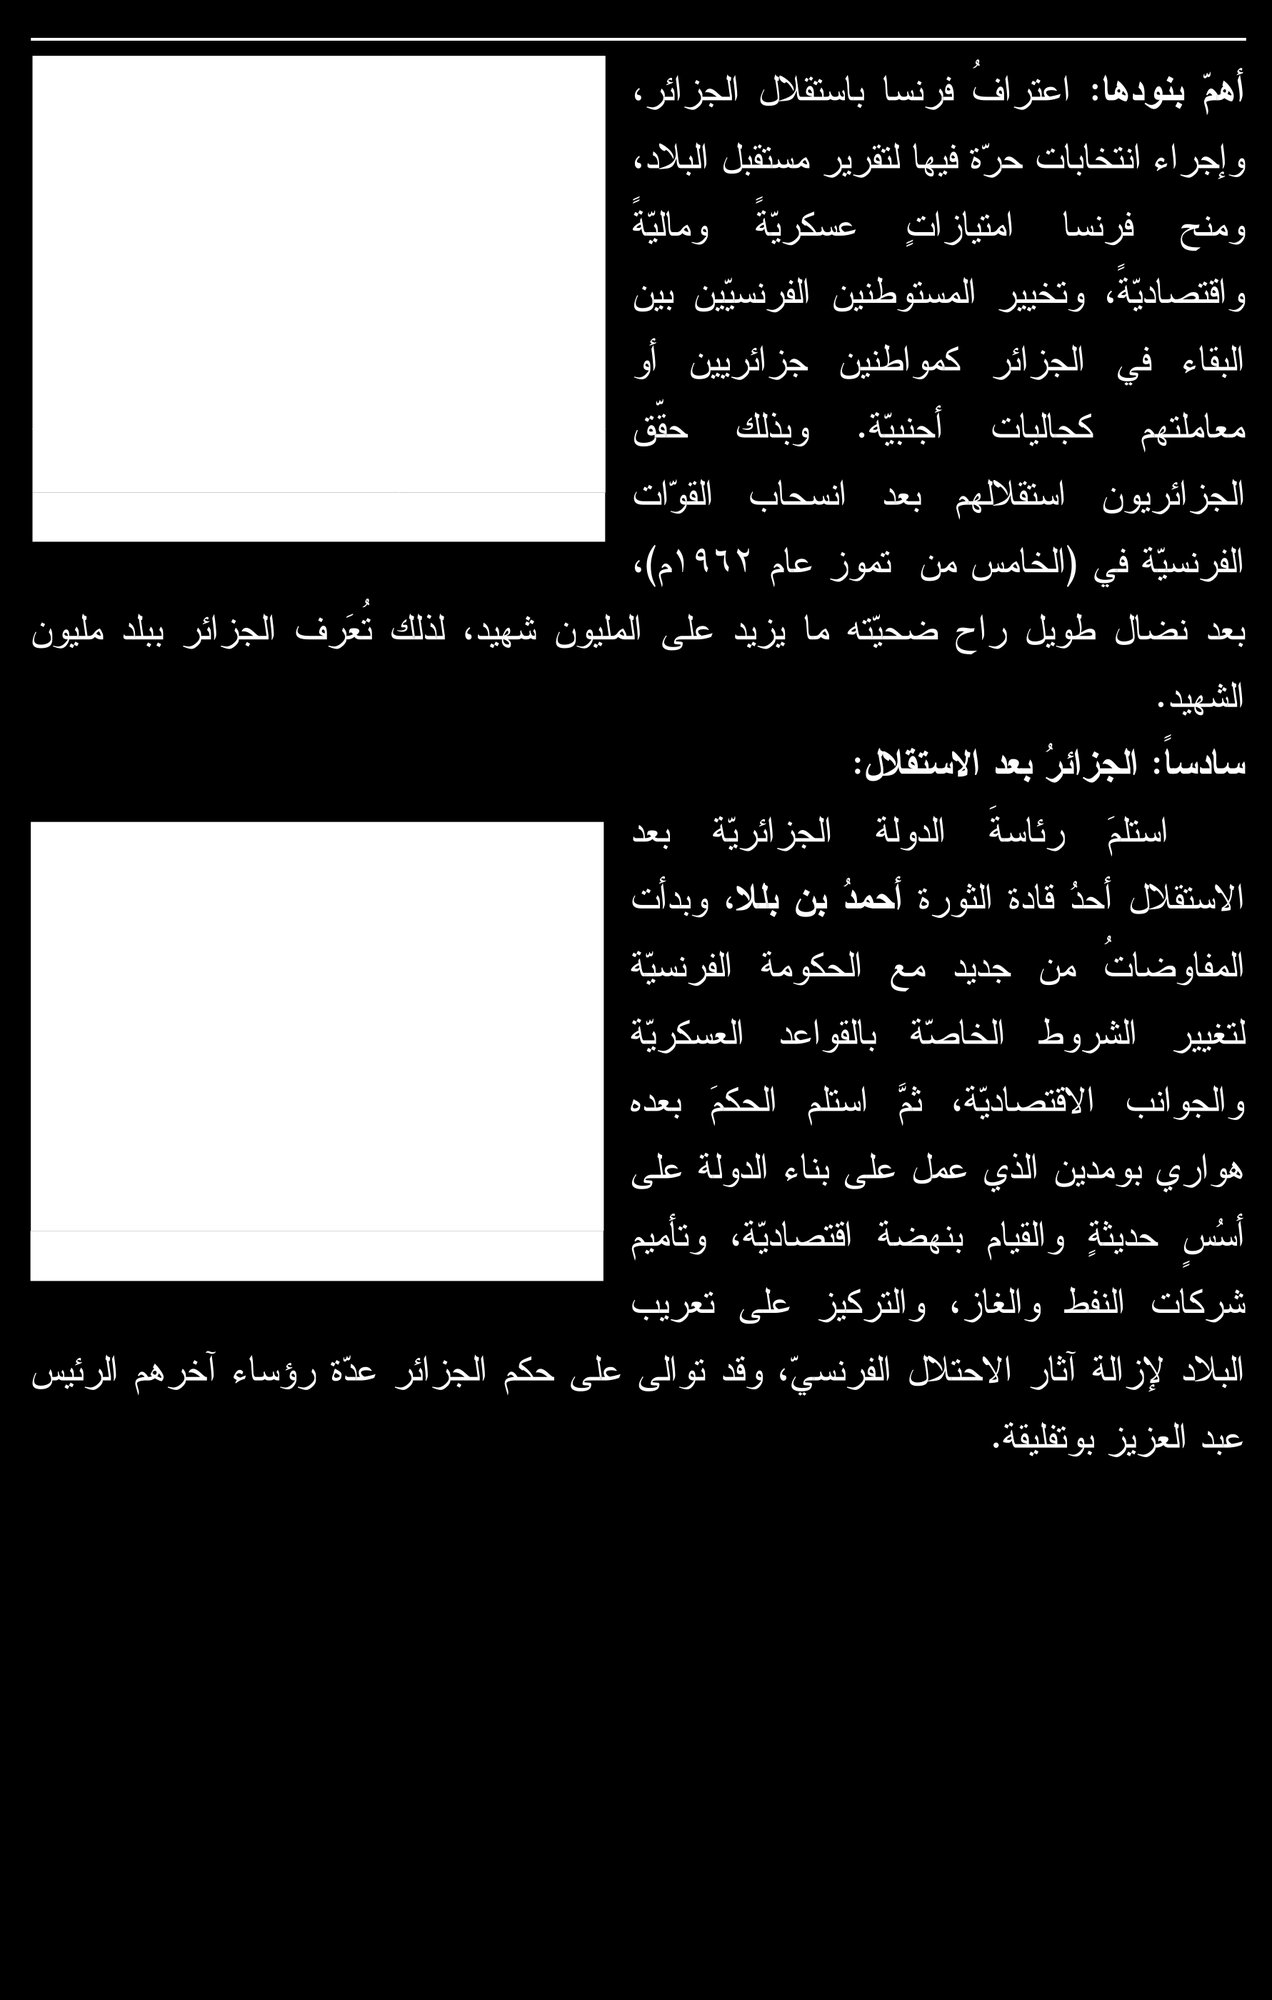 أهمّ بنودها: اعترافُ فرنسا باستقلال الجزائر،
وإجراء انتخابات حرّة فيها لتقرير مستقبل البلاد،
ومنح فرنسا امتيازاتٍ عسكريّةً وماليّةً
واقتصاديّةً، وتخيير المستوطنين الفرنسيّين بين
البقاء في الجزائر كمواطنين جزائريين أو
معاملتهم كجاليات أجنبيّة. وبذلك حقّق
الجزائريون استقلالهم بعد انسحاب القوّات
الفرنسيّة في (الخامس من تموز عام ١٩٦٢م)،
بعد نضال طويل راح ضحيّته ما يزيد على المليون شهيد، لذلك تُعَرف الجزائر ببلد مليون
الشهيد.
سادساً: الجزائرُ بعد الاستقلال:
استلمَ رئاسةَ الدولة الجزائريّة بعد
الاستقلال أحدُ قادة الثورة أحمدُ بن بللا، وبدأت
المفاوضاتُ من جديد مع الحكومة الفرنسيّة
لتغيير الشروط الخاصّة بالقواعد العسكريّة
والجوانب الاقتصاديّة، ثمَّ استلم الحكمَ بعده
هواري بومدين الذي عمل على بناء الدولة على
أسُسٍ حديثةٍ والقيام بنهضة اقتصاديّة، وتأميم
شركات النفط والغاز، والتركيز على تعريب
البلاد لإزالة آثار الاحتلال الفرنسيّ، وقد توالى على حكم الجزائر عدّة رؤساء آخرهم الرئيس
عبد العزيز بوتفليقة.